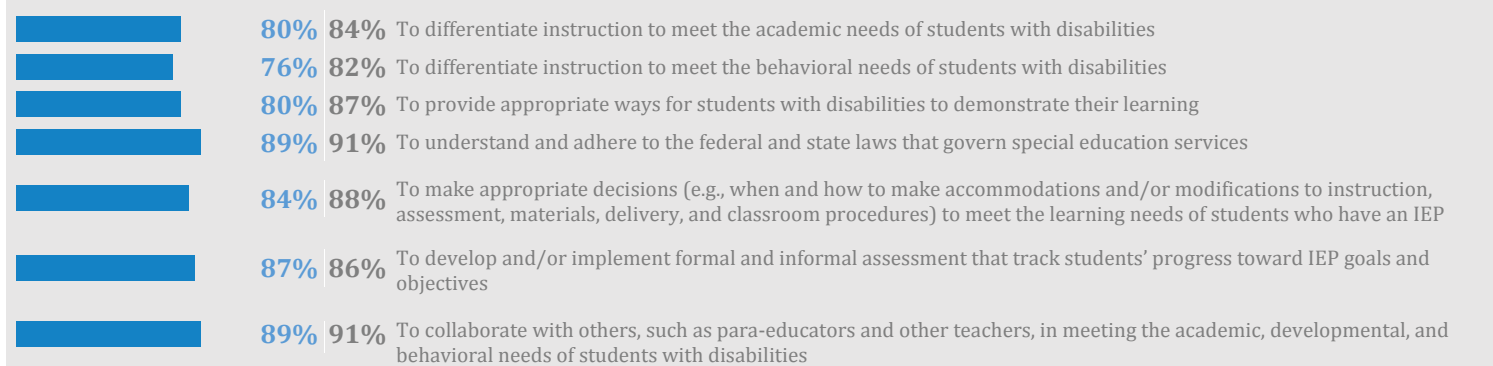 80% 84% To differentiate instruction to meet the academic needs of students with disabilities
76% 82% To differentiate instruction to meet the behavioral needs of students with disabilities
80% 87% To provide appropriate ways for students with disabilities to demonstrate their learning
89% 91% To understand and adhere to the federal and state laws that govern special education services
84% 88% To make appropriate decisions (e.g., when and how to make accommodations and/or modifications to instruction,
assessment, materials, delivery, and classroom procedures) to meet the learning needs of students who have an IEP
87% 86% To develop and/or implement formal and informal assessment that track students’ progress toward IEP goals and
objectives
89% 91% To collaborate with others, such as para-educators and other teachers, in meeting the academic, developmental, and
behavioral needs of students with disabilities